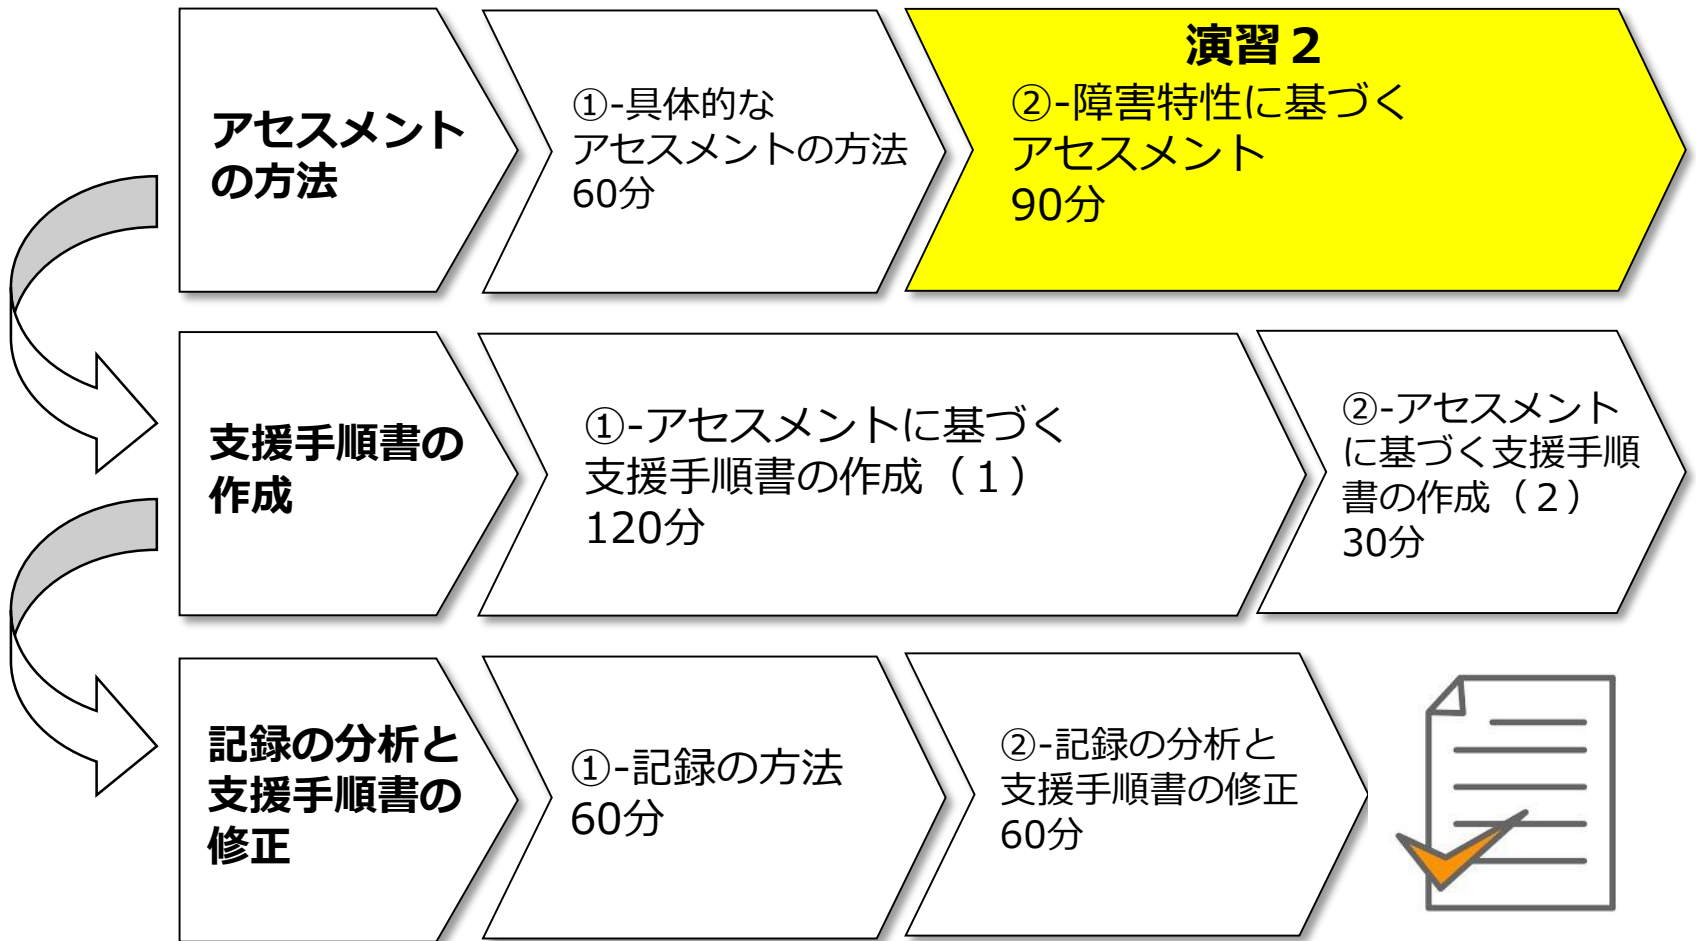 アセスメント
の方法
①-具体的な
アセスメントの方法
60分
演習２
②-障害特性に基づく
アセスメント
90分
支援手順書の
作成
①-アセスメントに基づく
支援手順書の作成（１）
120分
②-アセスメント
に基づく支援手順
書の作成（２）
30分
記録の分析と
支援手順書の
修正
①-記録の方法
60分
②-記録の分析と
支援手順書の修正
60分